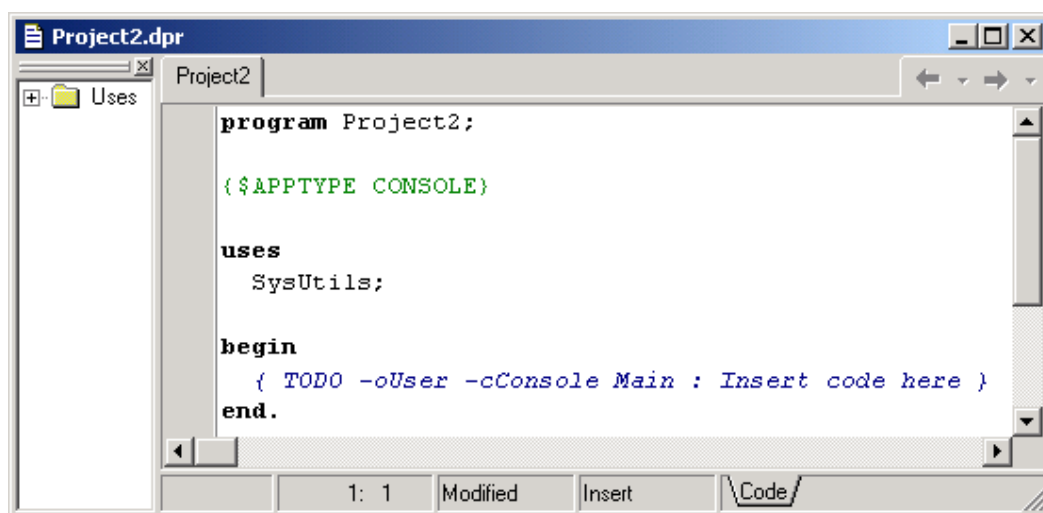 Project2.dpr
Uses
Project2
program Project2;
{$APPTYPE CONSOLE}
uses
SysUtils;
begin
{ TODO -oUser -cConsole Main : Insert code here }
end.
1: 1 Modified Insert Code